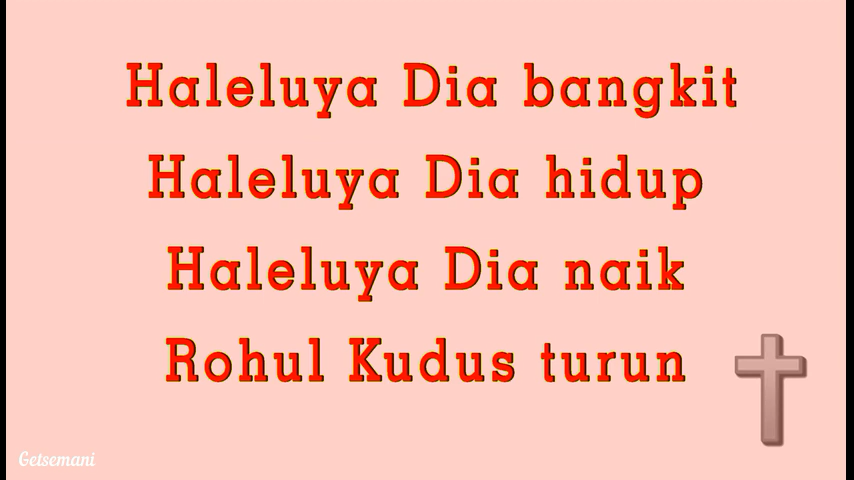 Haleluya Dia bangkit
Haleluya Dia hidup
Haleluya Dia naik
Rohul Kudus turun
Getsemani